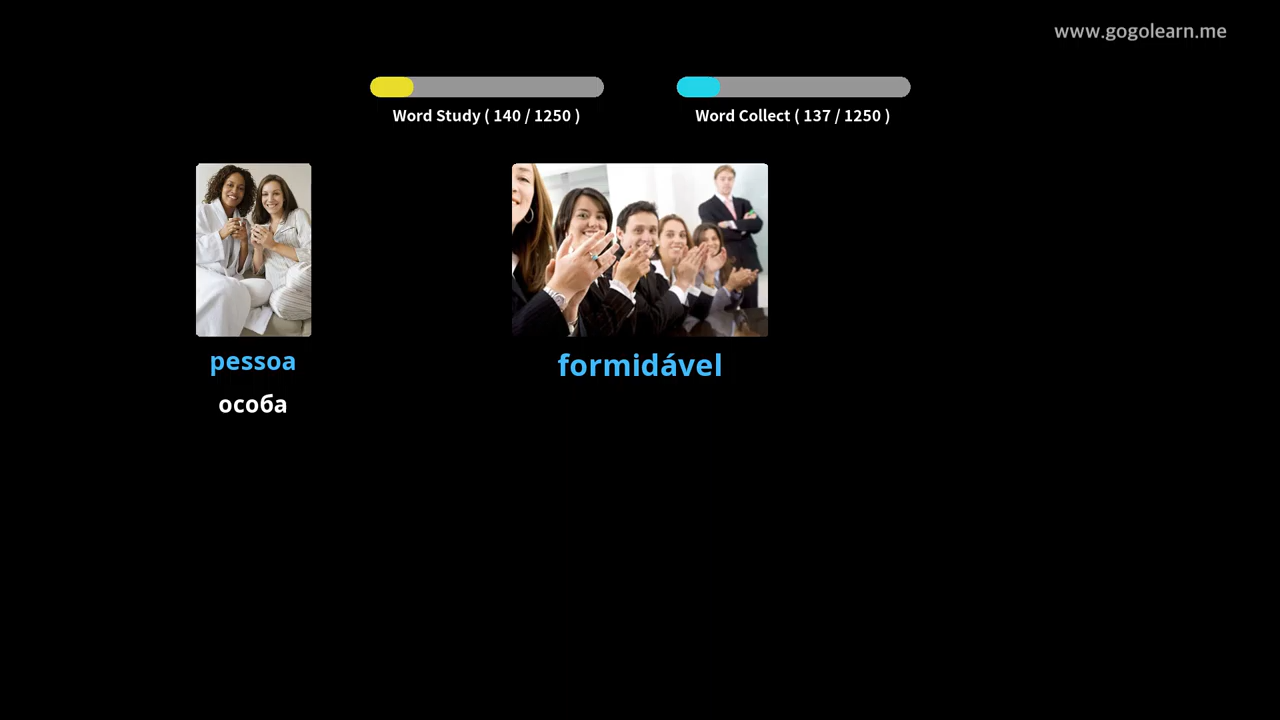 www.gogolearn.me
Word Study ( 140 / 1250 )
Word Collect ( 137 / 1250 )
pessoa
особа
formidável